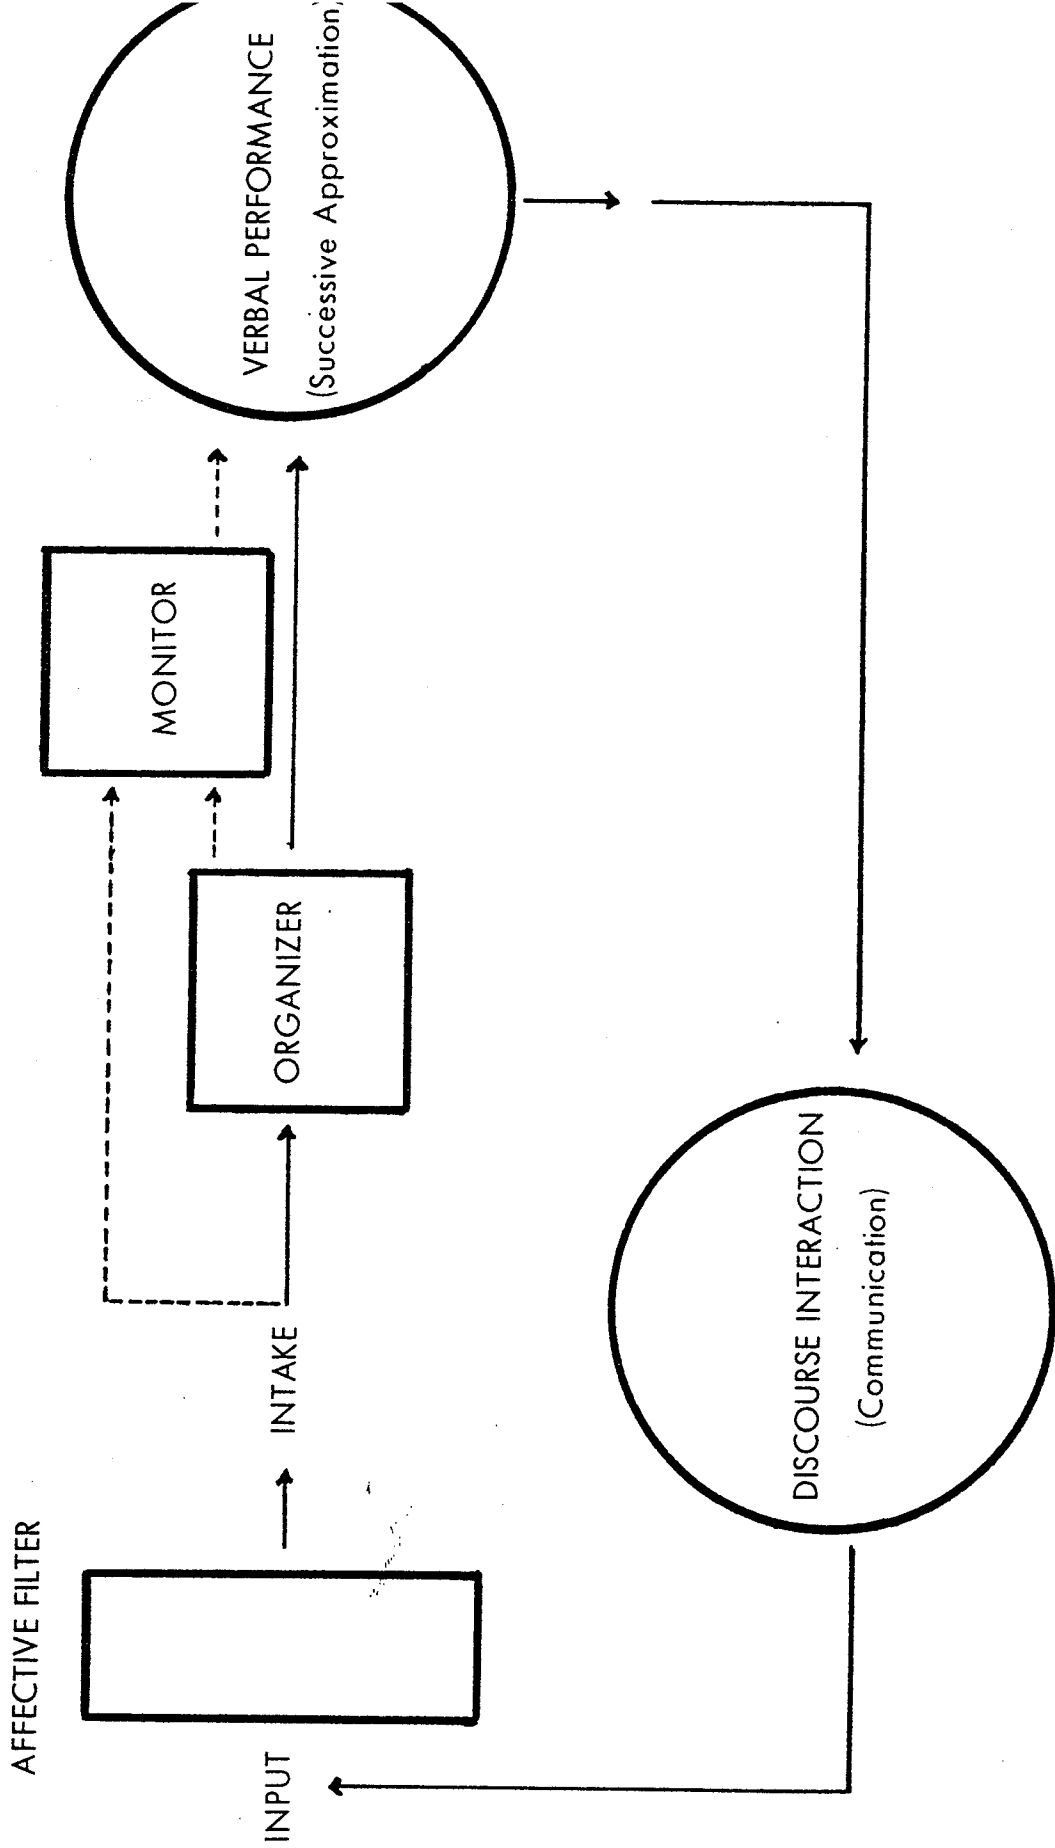 AFFECTIVE FILTER
INPUT
INTAKE
ORGANIZER
MONITOR
VERBAL PERFORMANCE
(Successive Approximation)
DISCOURSE INTERACTION
(Communication)